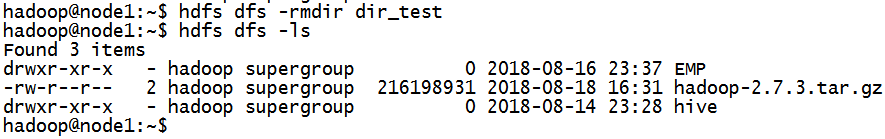 hadoop@node1:~$ hdfs dfs -rmdir dir_test
hadoop@node1:~$ hdfs dfs -ls
Found 3 items
drwxr-xr-x   - hadoop supergroup          0 2018-08-16 23:37 EMP
-rw-r--r--   2 hadoop supergroup  216198931 2018-08-18 16:31 hadoop-2.7.3.tar.gz
drwxr-xr-x   - hadoop supergroup          0 2018-08-14 23:28 hive
hadoop@node1:~$